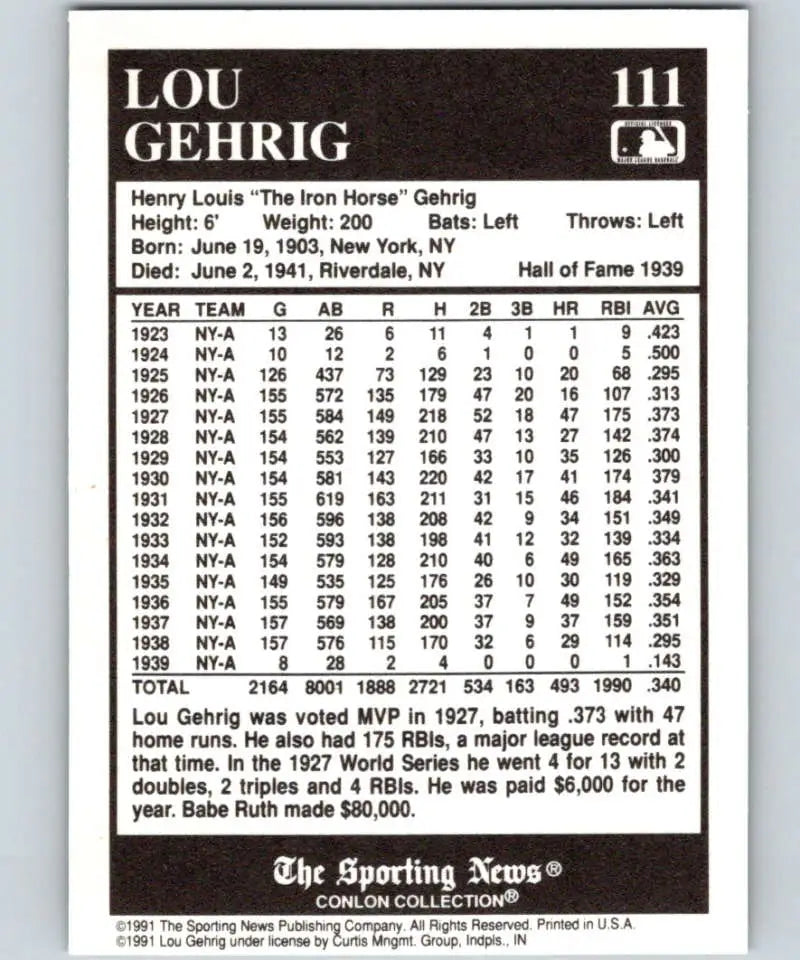 LOU
GEHRIG
111
OFFICIAL LICENSEE
MAJOR LEAGUE BASEBALL
Henry Louis “The Iron Horse” Gehrig
Height: 6' Weight: 200 Bats: Left Throws: Left
Born: June 19, 1903, New York, NY
Died: June 2, 1941, Riverdale, NY Hall of Fame 1939
YEAR TEAM G AB R H 2B 3B HR RBI AVG
1923 NY-A 13 26 6 11 4 1 1 9 .423
1924 NY-A 10 12 2 6 1 0 0 5 .500
1925 NY-A 126 437 73 129 23 10 20 68 .295
1926 NY-A 155 572 135 179 47 20 16 107 .313
1927 NY-A 155 584 149 218 52 18 47 175 .373
1928 NY-A 154 562 139 210 47 13 27 142 .374
1929 NY-A 154 553 127 166 33 10 35 126 .300
1930 NY-A 154 581 143 220 42 17 41 174 379
1931 NY-A 155 619 163 211 31 15 46 184 .341
1932 NY-A 156 596 138 208 42 9 34 151 .349
1933 NY-A 152 593 138 198 41 12 32 139 .334
1934 NY-A 154 579 128 210 40 6 49 165 .363
1935 NY-A 149 535 125 176 26 10 30 119 .329
1936 NY-A 155 579 167 205 37 7 49 152 .354
1937 NY-A 157 569 138 200 37 9 37 159 .351
1938 NY-A 157 576 115 170 32 6 29 114 .295
1939 NY-A 8 28 2 4 0 0 0 1 .143
TOTAL 2164 8001 1888 2721 534 163 493 1990 .340
Lou Gehrig was voted MVP in 1927, batting .373 with 47
home runs. He also had 175 RBIs, a major league record at
that time. In the 1927 World Series he went 4 for 13 with 2
doubles, 2 triples and 4 RBIs. He was paid $6,000 for the
year. Babe Ruth made $80,000.
The Sporting News®
CONLON COLLECTION®
©1991 The Sporting News Publishing Company. All Rights Reserved. Printed in U.S.A.
©1991 Lou Gehrig under license by Curtis Mngmt. Group, Indpls., IN